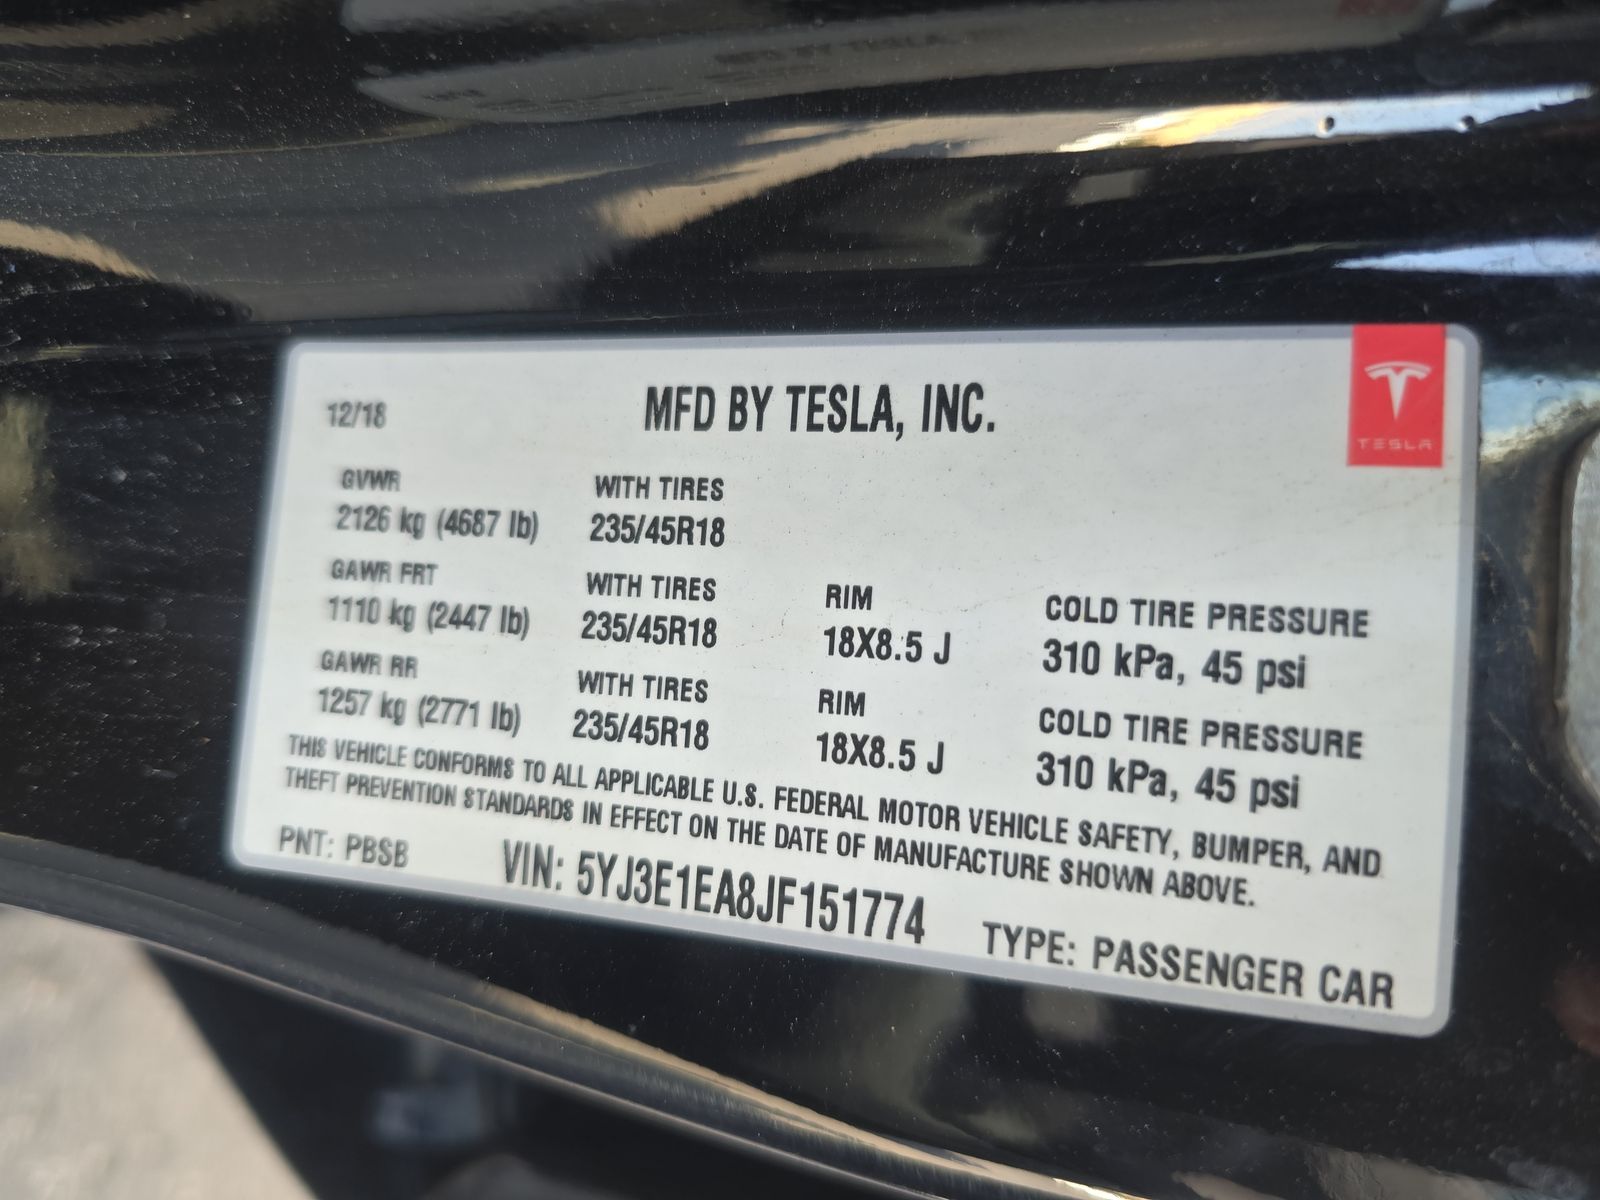 12/18 MFD BY TESLA, INC.
TESLA
GVWR WITH TIRES
2126 kg (4687 lb) 235/45R18
GAWR FRT WITH TIRES RIM COLD TIRE PRESSURE
1110 kg (2447 lb) 235/45R18 18X8.5 J 310 kPa, 45 psi
GAWR RR WITH TIRES RIM COLD TIRE PRESSURE
1257 kg (2771 lb) 235/45R18 18X8.5 J 310 kPa, 45 psi
THIS VEHICLE CONFORMS TO ALL APPLICABLE U.S. FEDERAL MOTOR VEHICLE SAFETY, BUMPER, AND
THEFT PREVENTION STANDARDS IN EFFECT ON THE DATE OF MANUFACTURE SHOWN ABOVE.
PNT: PBSB VIN: 5YJ3E1EA8JF151774 TYPE: PASSENGER CAR